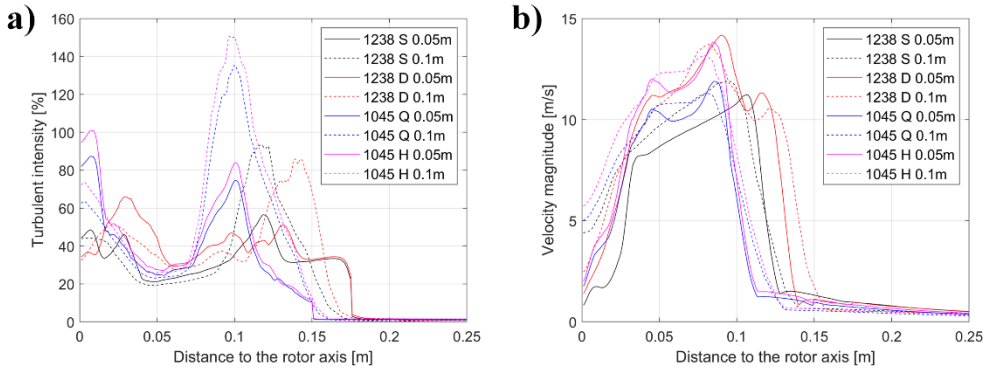 a)
160
140
120
100
80
60
40
20
0
Turbulent intensity [%]
0
0.05
0.1
0.15
0.2
0.25
Distance to the rotor axis [m]
1238 S 0.05m
1238 S 0.1m
1238 D 0.05m
1238 D 0.1m
1045 Q 0.05m
1045 Q 0.1m
1045 H 0.05m
1045 H 0.1m
b)
15
10
5
0
Velocity magnitude [m/s]
0
0.05
0.1
0.15
0.2
0.25
Distance to the rotor axis [m]
1238 S 0.05m
1238 S 0.1m
1238 D 0.05m
1238 D 0.1m
1045 Q 0.05m
1045 Q 0.1m
1045 H 0.05m
1045 H 0.1m